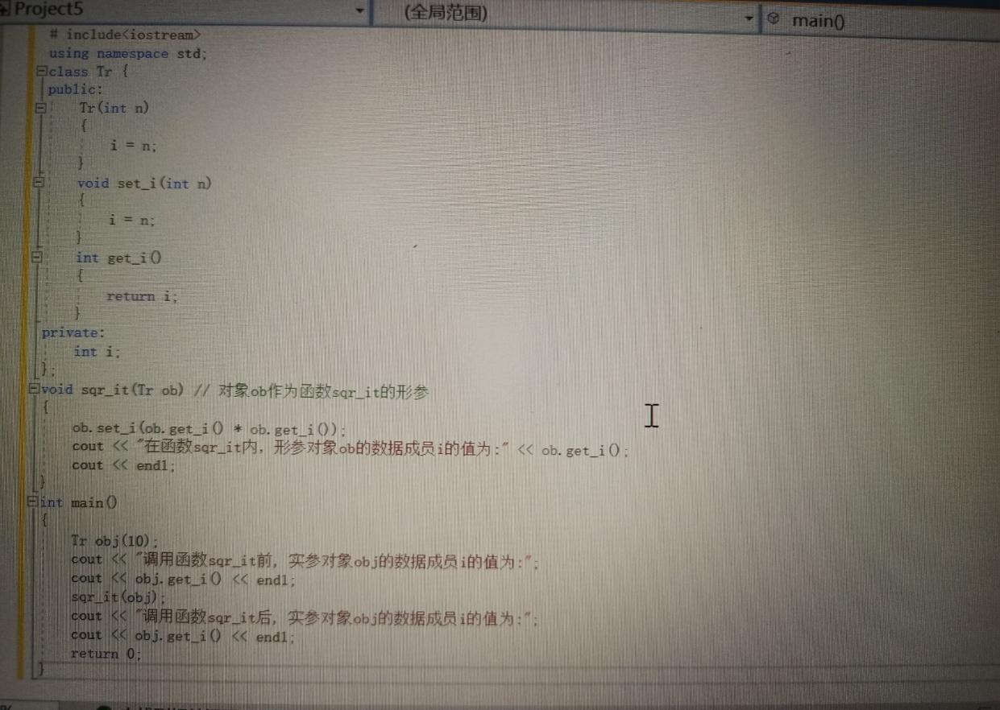 Project5
(全局范围)
main()
# include<iostream>
using namespace std;
class Tr {
public:
Tr(int n)
{
i = n;
}
void set_i(int n)
{
i = n;
}
int get_i()
{
return i;
}
private:
int i;
};
void sqr_it(Tr ob) // 对象ob作为函数sqr_it的形参
{
ob.set_i(ob.get_i() * ob.get_i());
cout << "在函数sqr_it内，形参对象ob的数据成员i的值为:" << ob.get_i();
cout << endl;
}
int main()
{
Tr obj(10);
cout << "调用函数sqr_it前，实参对象obj的数据成员i的值为:";
cout << obj.get_i() << endl;
sqr_it(obj);
cout << "调用函数sqr_it后，实参对象obj的数据成员i的值为:";
cout << obj.get_i() << endl;
return 0;
}
%